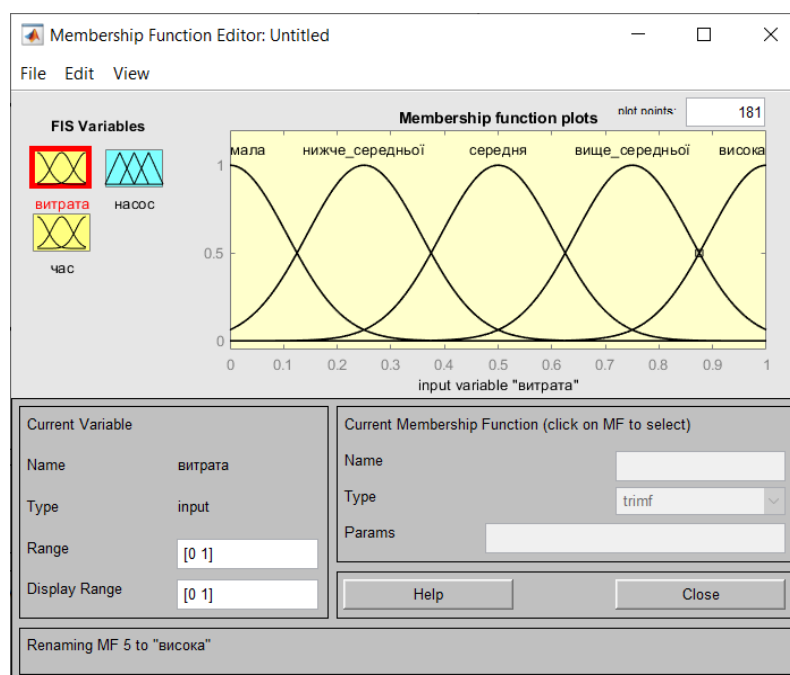 Membership Function Editor: Untitled
File Edit View
FIS Variables
витрата
насос
час
Membership function plots
plot points:
181
мала нижче_середньої середня вище_середньої висока
1
0.5
0
0 0.1 0.2 0.3 0.4 0.5 0.6 0.7 0.8 0.9 1
input variable "витрата"
Current Variable
Name витрата
Type input
Range [0 1]
Display Range [0 1]
Current Membership Function (click on MF to select)
Name
Type trimf
Params
Help Close
Renaming MF 5 to "висока"